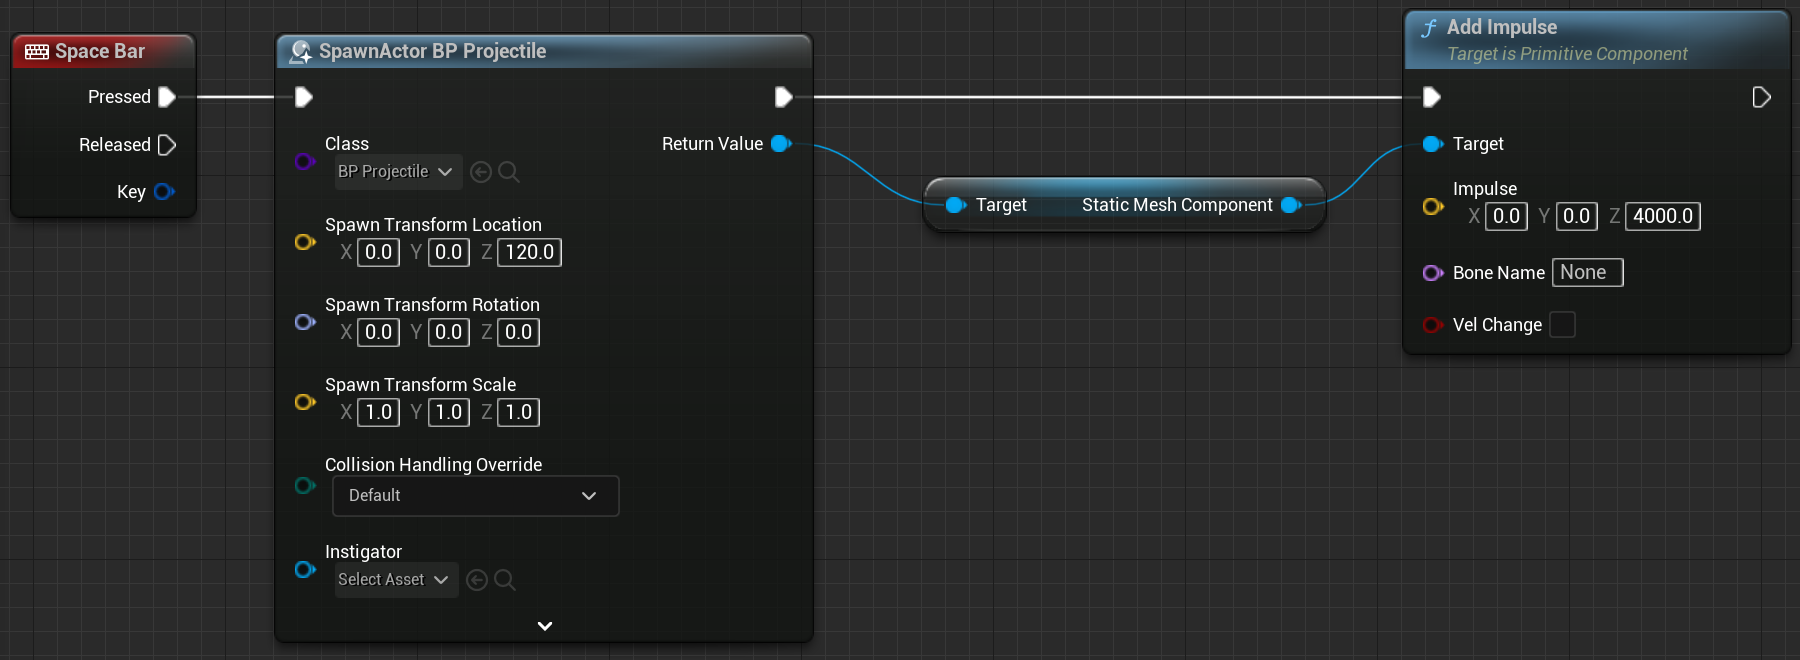 Space Bar
Pressed
Released
Key
SpawnActor BP Projectile
Class
BP Projectile
Return Value
Spawn Transform Location
X 0.0 Y 0.0 Z 120.0
Spawn Transform Rotation
X 0.0 Y 0.0 Z 0.0
Spawn Transform Scale
X 1.0 Y 1.0 Z 1.0
Collision Handling Override
Default
Instigator
Select Asset
Target Static Mesh Component
f Add Impulse
Target is Primitive Component
Target
Impulse
X 0.0 Y 0.0 Z 4000.0
Bone Name None
Vel Change